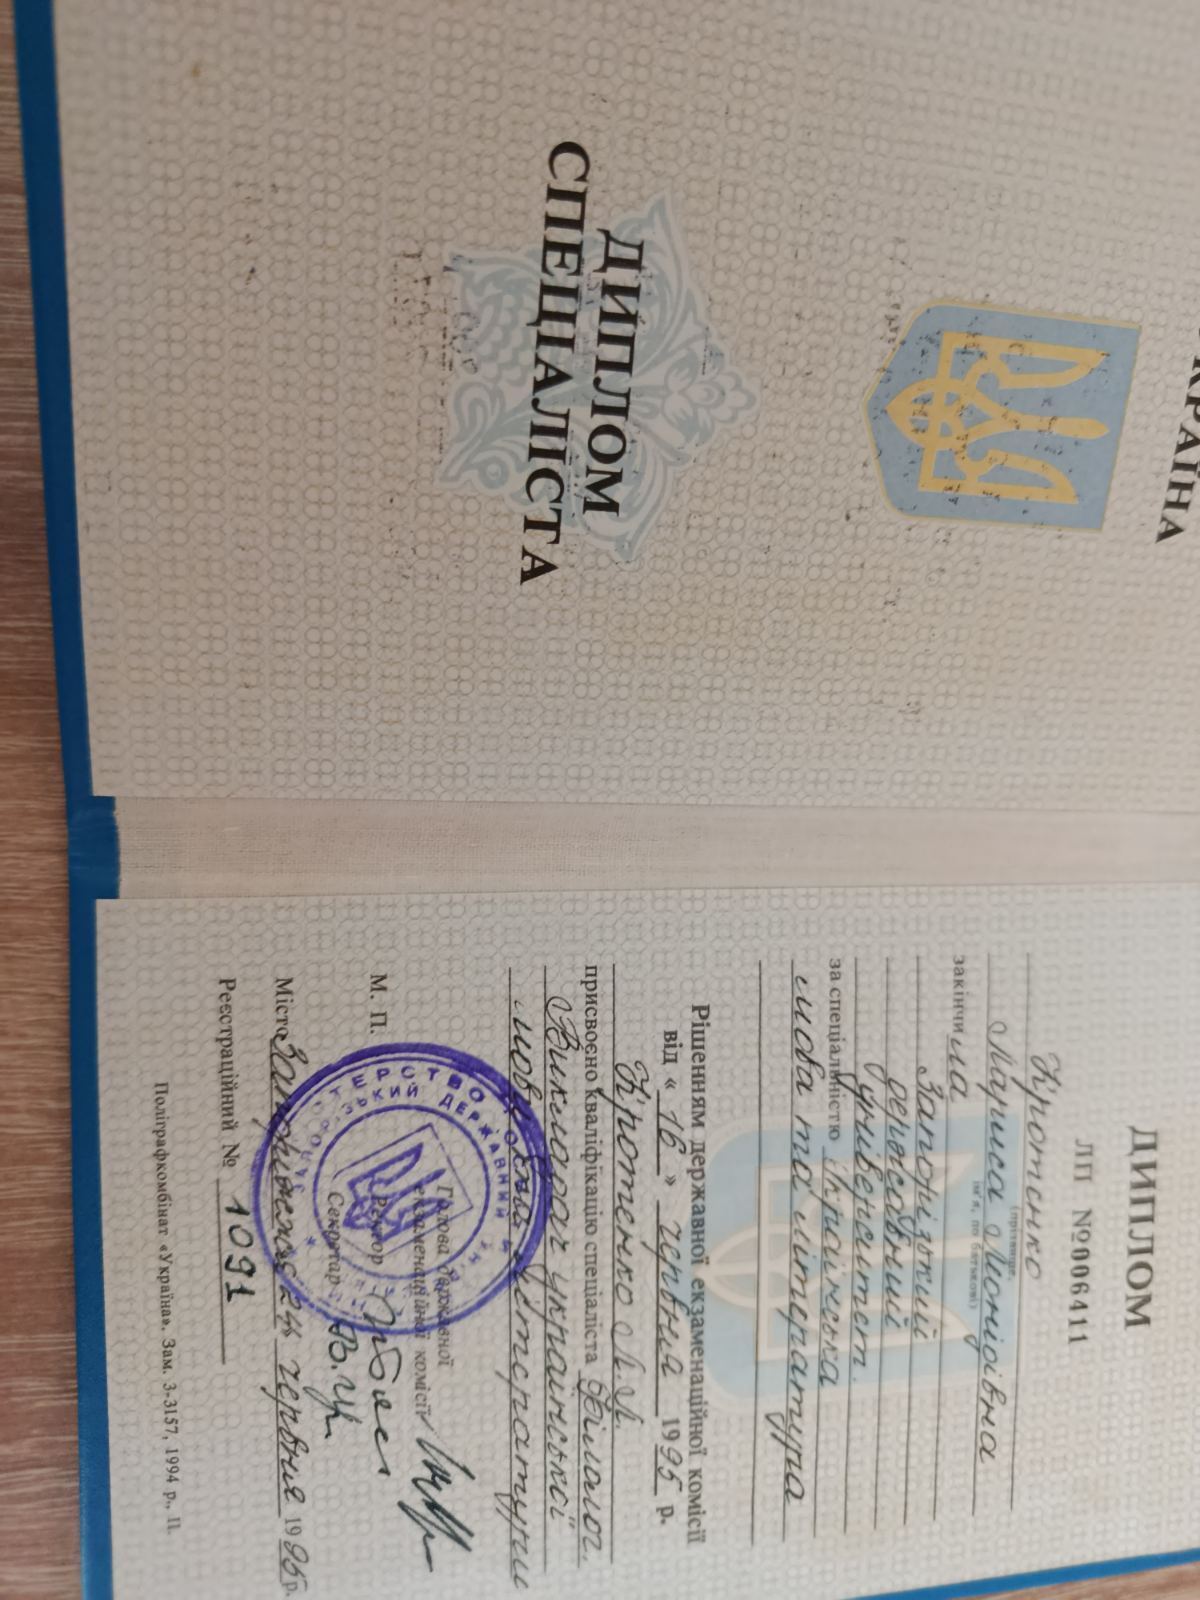 УКРАЇНА
ДИПЛОМ
СПЕЦІАЛІСТА
ДИПЛОМ
ЛП №006411
Кротенко
(прізвище,
ім'я, по батькові)
Лариса Леонідівна
закінчила
Запорізький
державний
університет
за спеціальністю українська
мова та література
Рішенням державної екзаменаційної комісії
від « 16 » червня 1995 р.
Кротенко Л.Л.
присвоєно кваліфікацію спеціаліста Філолог.
Викладач української
мови та літератури
Голова державної
екзаменаційної комісії
М. П.
Ректор
Секретар
Місто Запоріжжя 24 червня 1995 р.
Реєстраційний № 1091
Поліграфкомбінат «Україна». Зам. 3-3157, 1994 р., II.